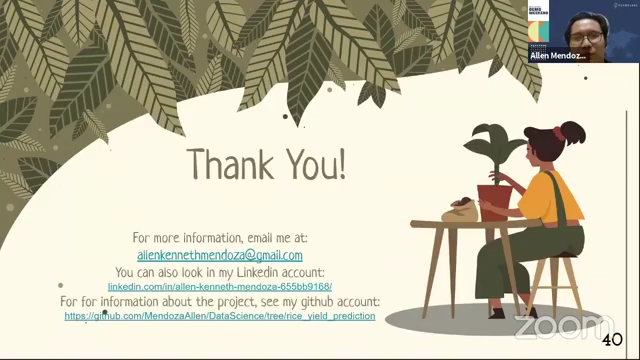 DEMO
WEEKEND
Allen Mendoz...
Thank You!
For more information, email me at:
allenkennethmendoza@gmail.com
You can also look in my Linkedin account:
linkedin.com/in/allen-kenneth-mendoza-655bb9168/
For for information about the project, see my github account:
https://github.com/MendozaAllen/DataScience/tree/rice_yield_prediction
zoom
40